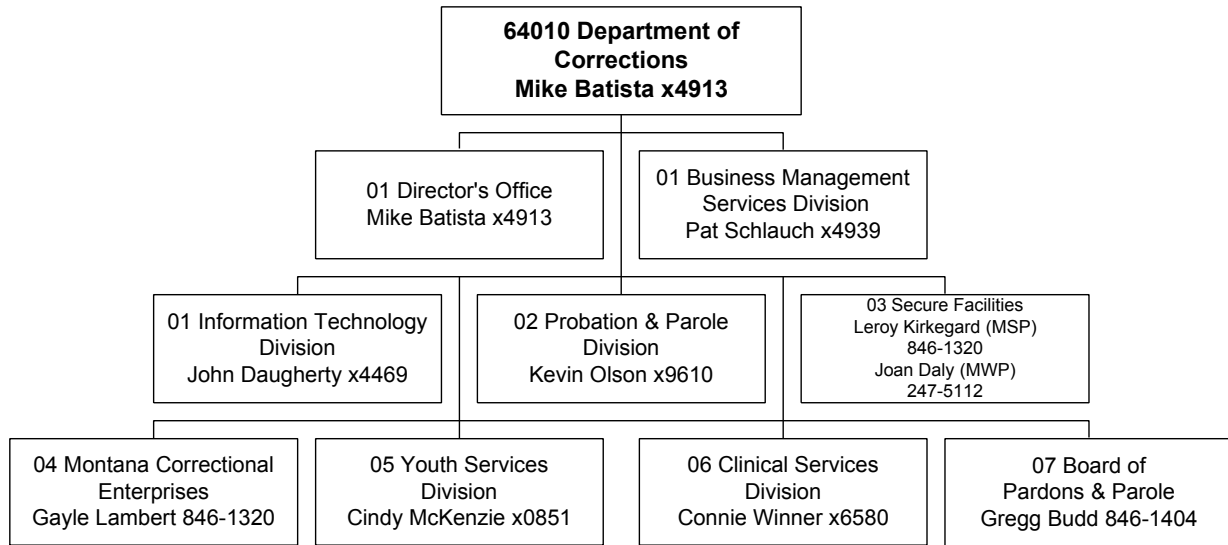 64010 Department of
Corrections
Mike Batista x4913
01 Director's Office
Mike Batista x4913
01 Business Management
Services Division
Pat Schlauch x4939
01 Information Technology
Division
John Daugherty x4469
02 Probation & Parole
Division
Kevin Olson x9610
03 Secure Facilities
Leroy Kirkegard (MSP)
846-1320
Joan Daly (MWP)
247-5112
04 Montana Correctional
Enterprises
Gayle Lambert 846-1320
05 Youth Services
Division
Cindy McKenzie x0851
06 Clinical Services
Division
Connie Winner x6580
07 Board of
Pardons & Parole
Gregg Budd 846-1404